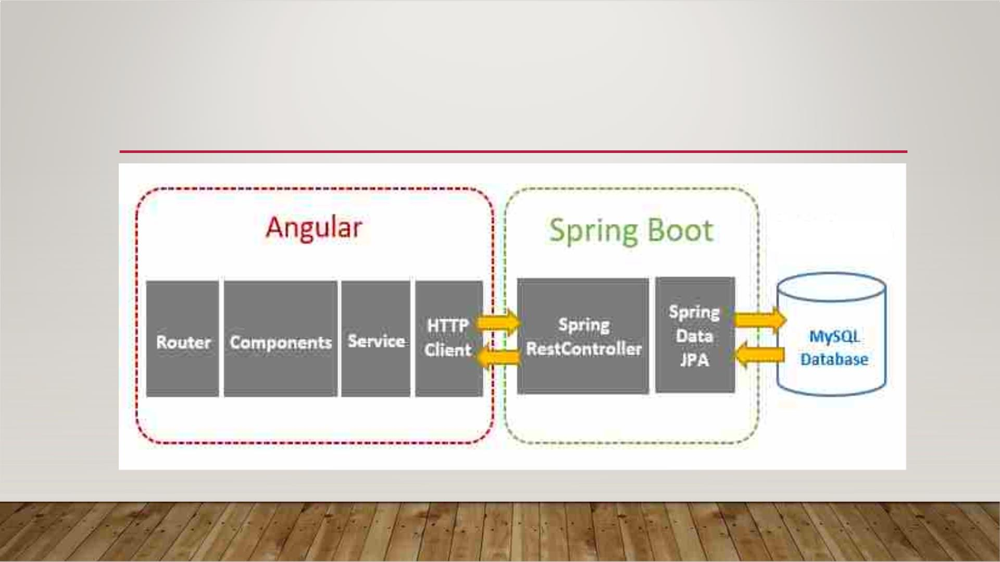 Angular
Spring Boot
Router
Components
Service
HTTP
Client
Spring
RestController
Spring
Data
JPA
MySQL
Database